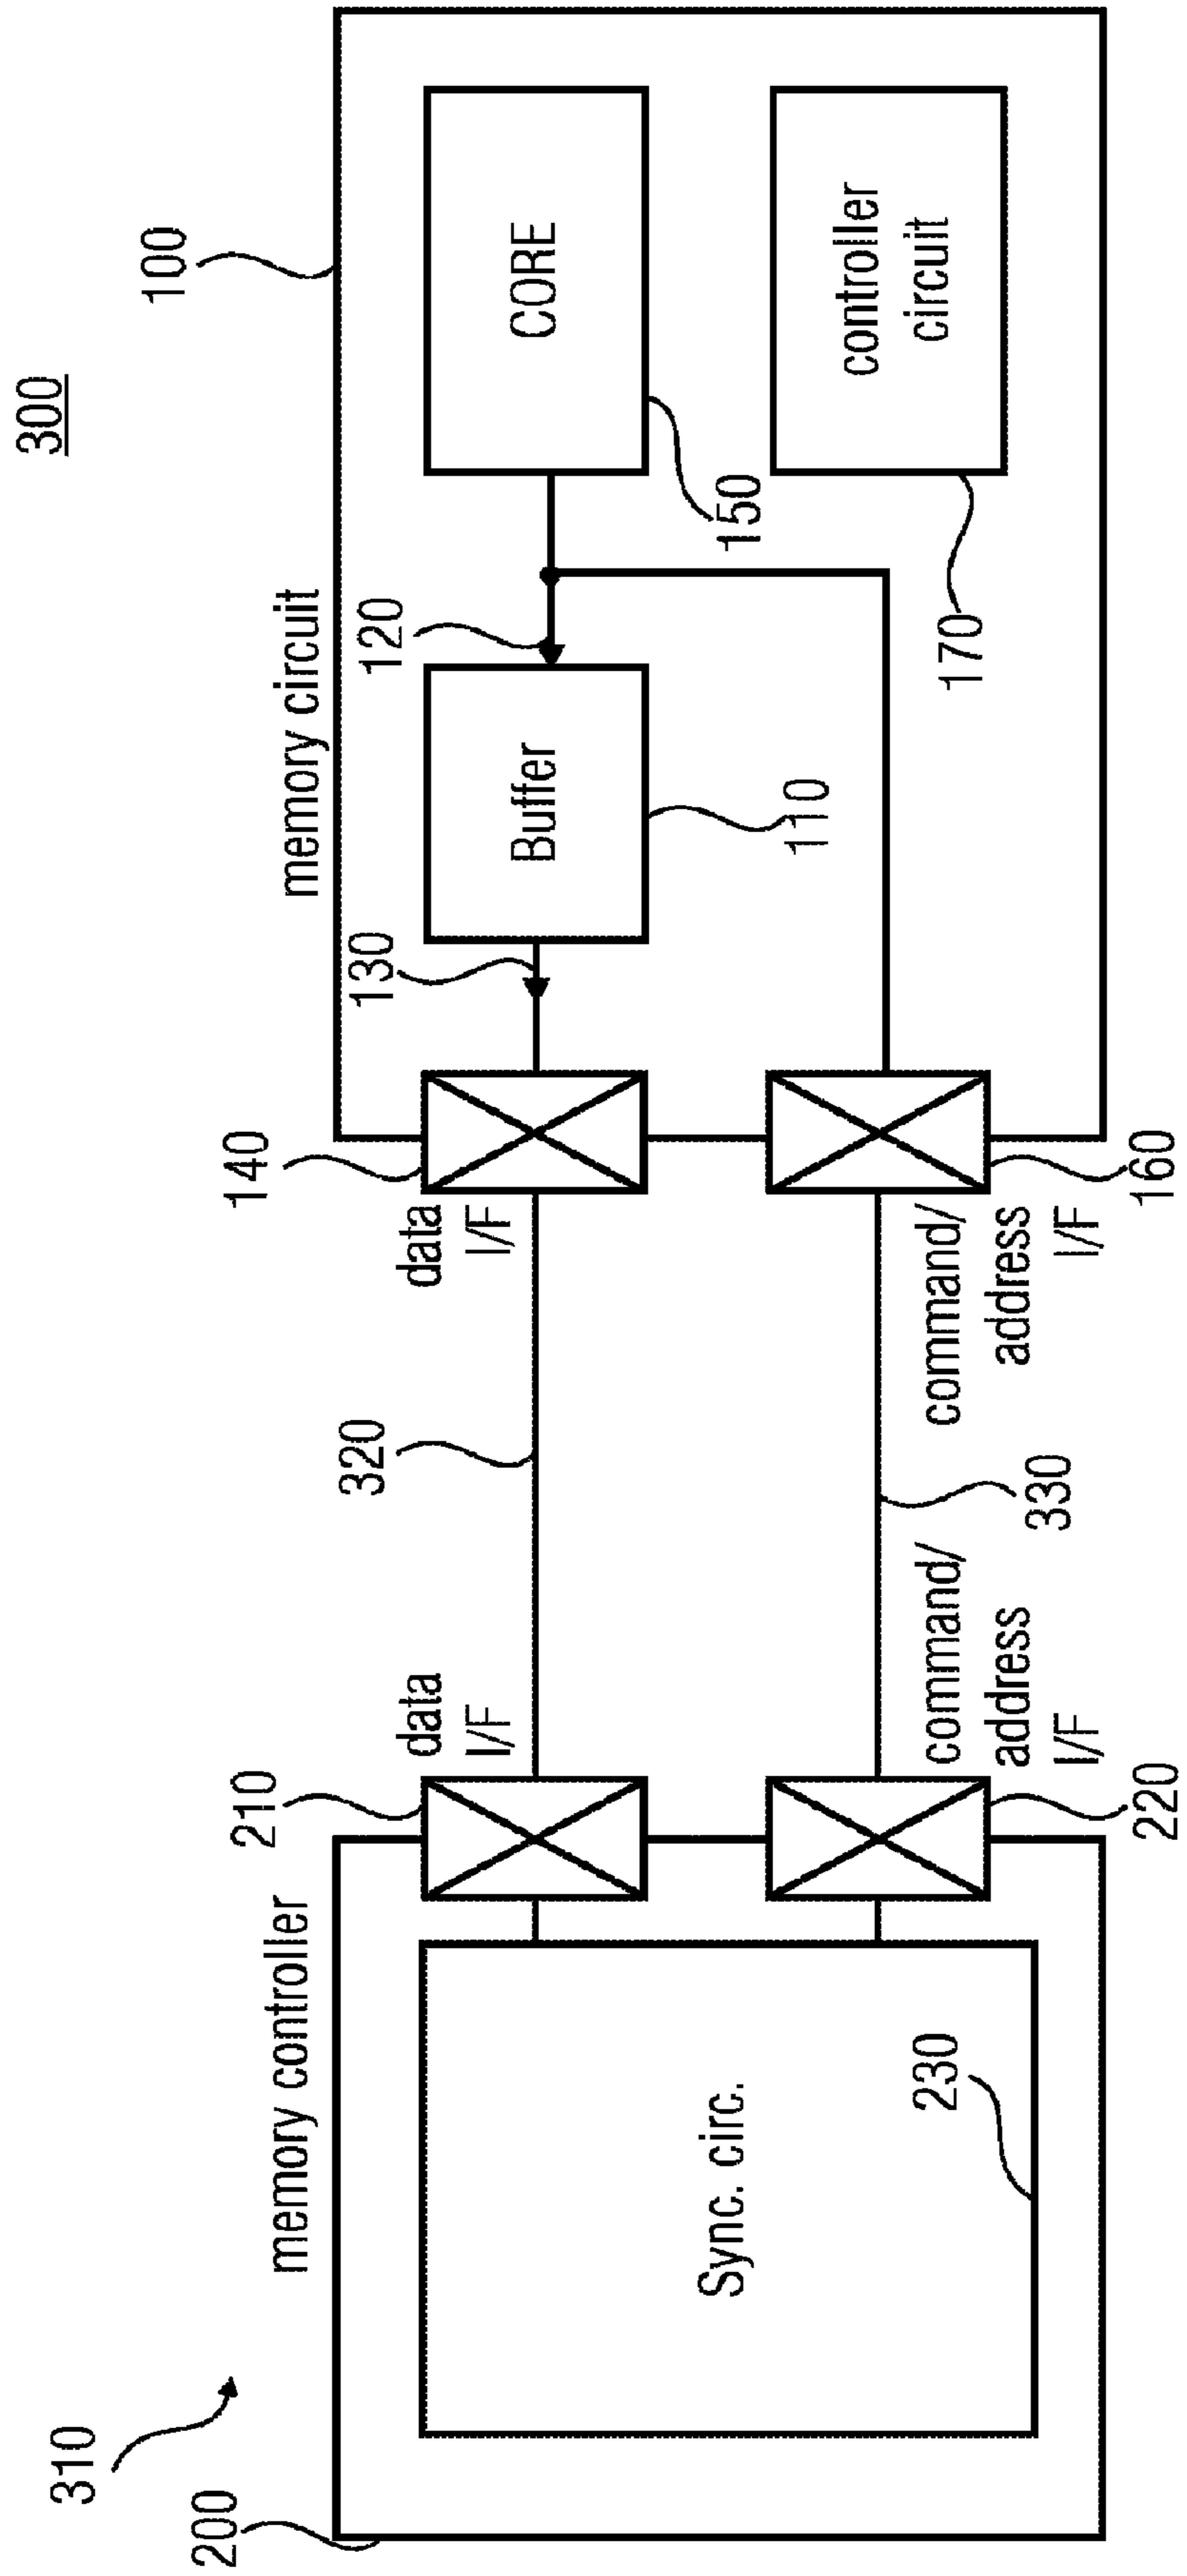 300
310
200
memory controller
210
data
I/F
320
data
I/F
140
130
memory circuit
120
100
Sync. circ.
230
Buffer
110
CORE
150
controller
circuit
170
220
command/
address
I/F
330
command/
address
I/F
160